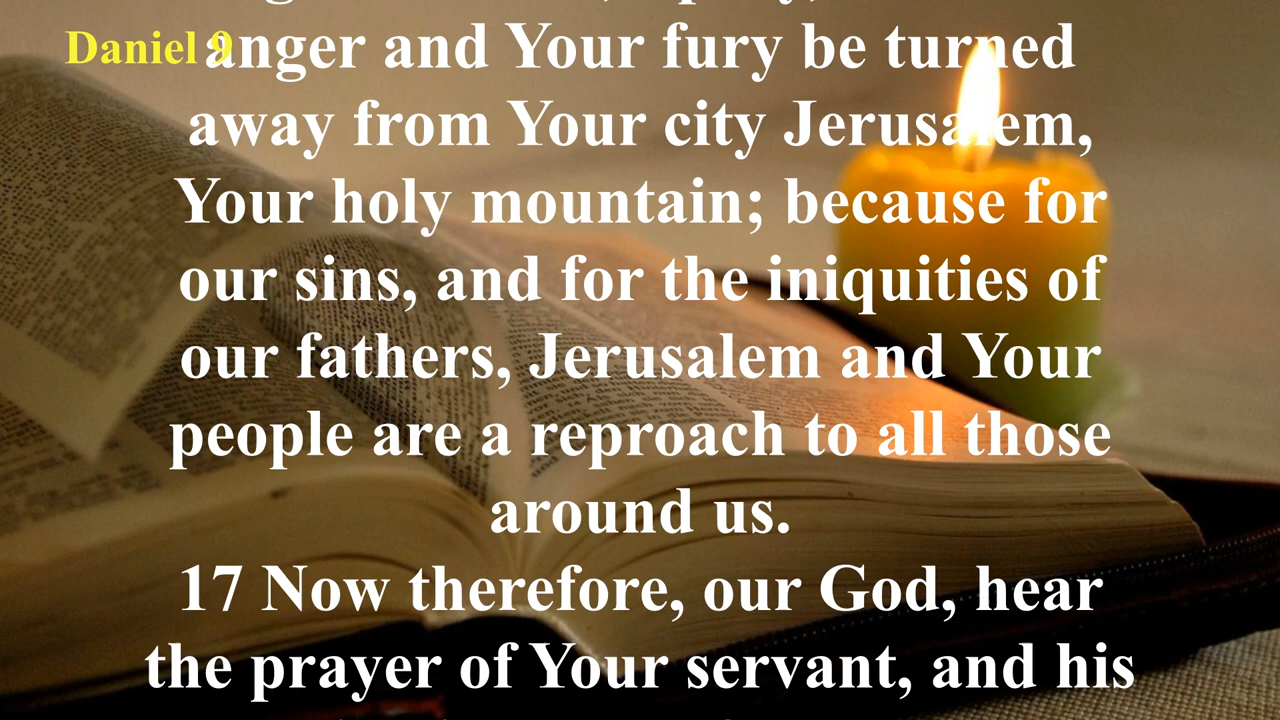 Daniel 9
anger and Your fury be turned
away from Your city Jerusalem,
Your holy mountain; because for
our sins, and for the iniquities of
our fathers, Jerusalem and Your
people are a reproach to all those
around us.
17 Now therefore, our God, hear
the prayer of Your servant, and his